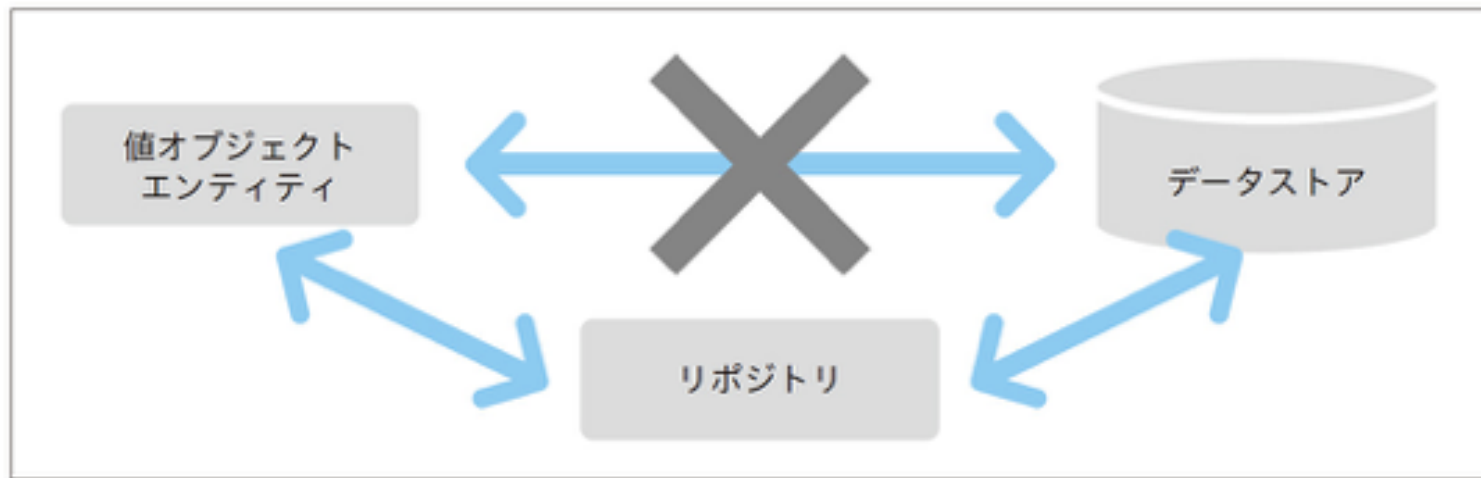 値オブジェクト
エンティティ
データストア
リポジトリ